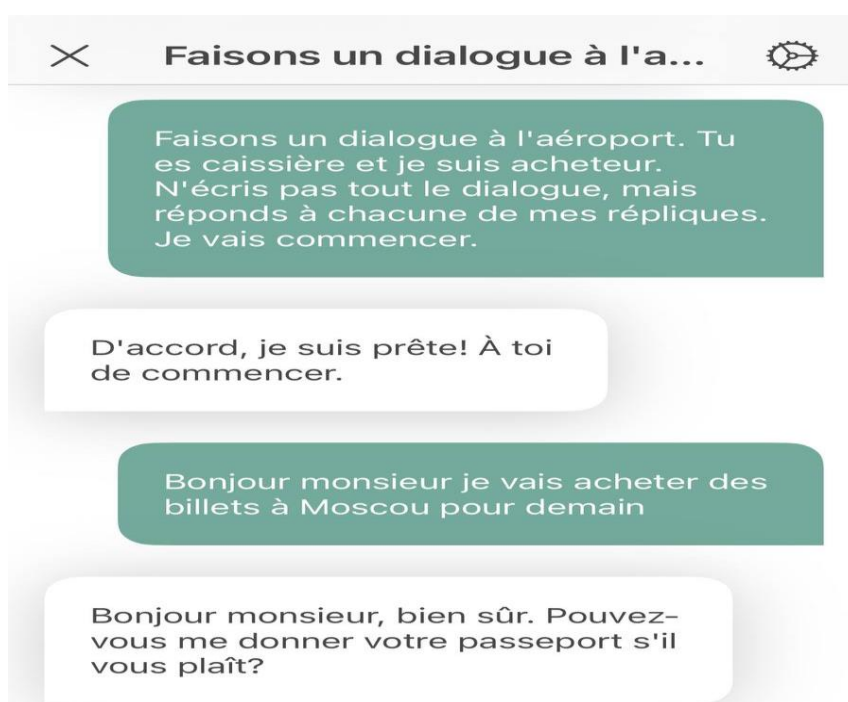 Faisons un dialogue à l'a...
Faisons un dialogue à l'aéroport. Tu
es caissière et je suis acheteur.
N'écris pas tout le dialogue, mais
réponds à chacune de mes répliques.
Je vais commencer.
D'accord, je suis prête! À toi
de commencer.
Bonjour monsieur je vais acheter des
billets à Moscou pour demain
Bonjour monsieur, bien sûr. Pouvez-
vous me donner votre passeport s'il
vous plaît?